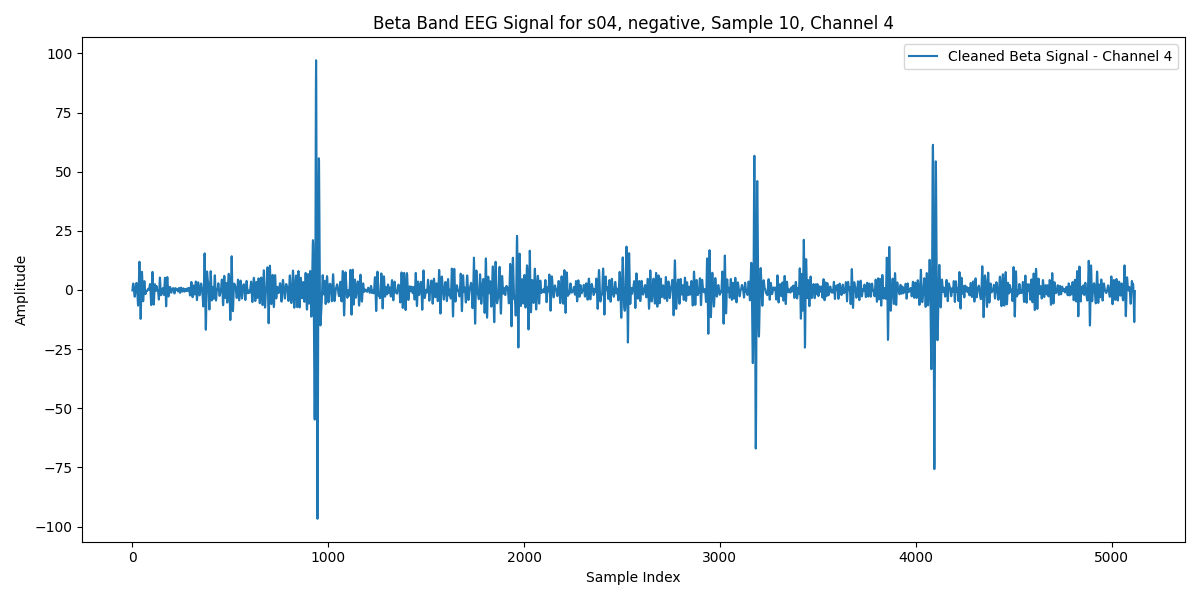 Beta Band EEG Signal for s04, negative, Sample 10, Channel 4
Cleaned Beta Signal - Channel 4
Amplitude
100
75
50
25
0
−25
−50
−75
−100
0 1000 2000 3000 4000 5000
Sample Index